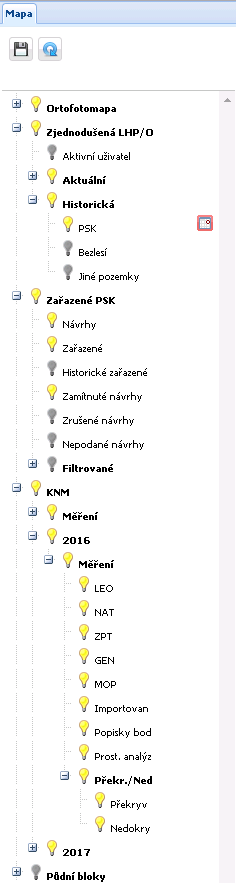 Mapa
Ortofotomapa
Zjednodušená LHP/O
Aktivní uživatel
Aktuální
Historická
PSK
Bezlesí
Jiné pozemky
Zařazené PSK
Návrhy
Zařazené
Historické zařazené
Zamítnuté návrhy
Zrušené návrhy
Nepodané návrhy
Filtrované
KNM
Měření
2016
Měření
LEO
NAT
ZPT
GEN
MOP
Importovan
Popisky bod
Prost. analýz
Překr./Ned
Překryv
Nedokry
2017
Půdní bloky